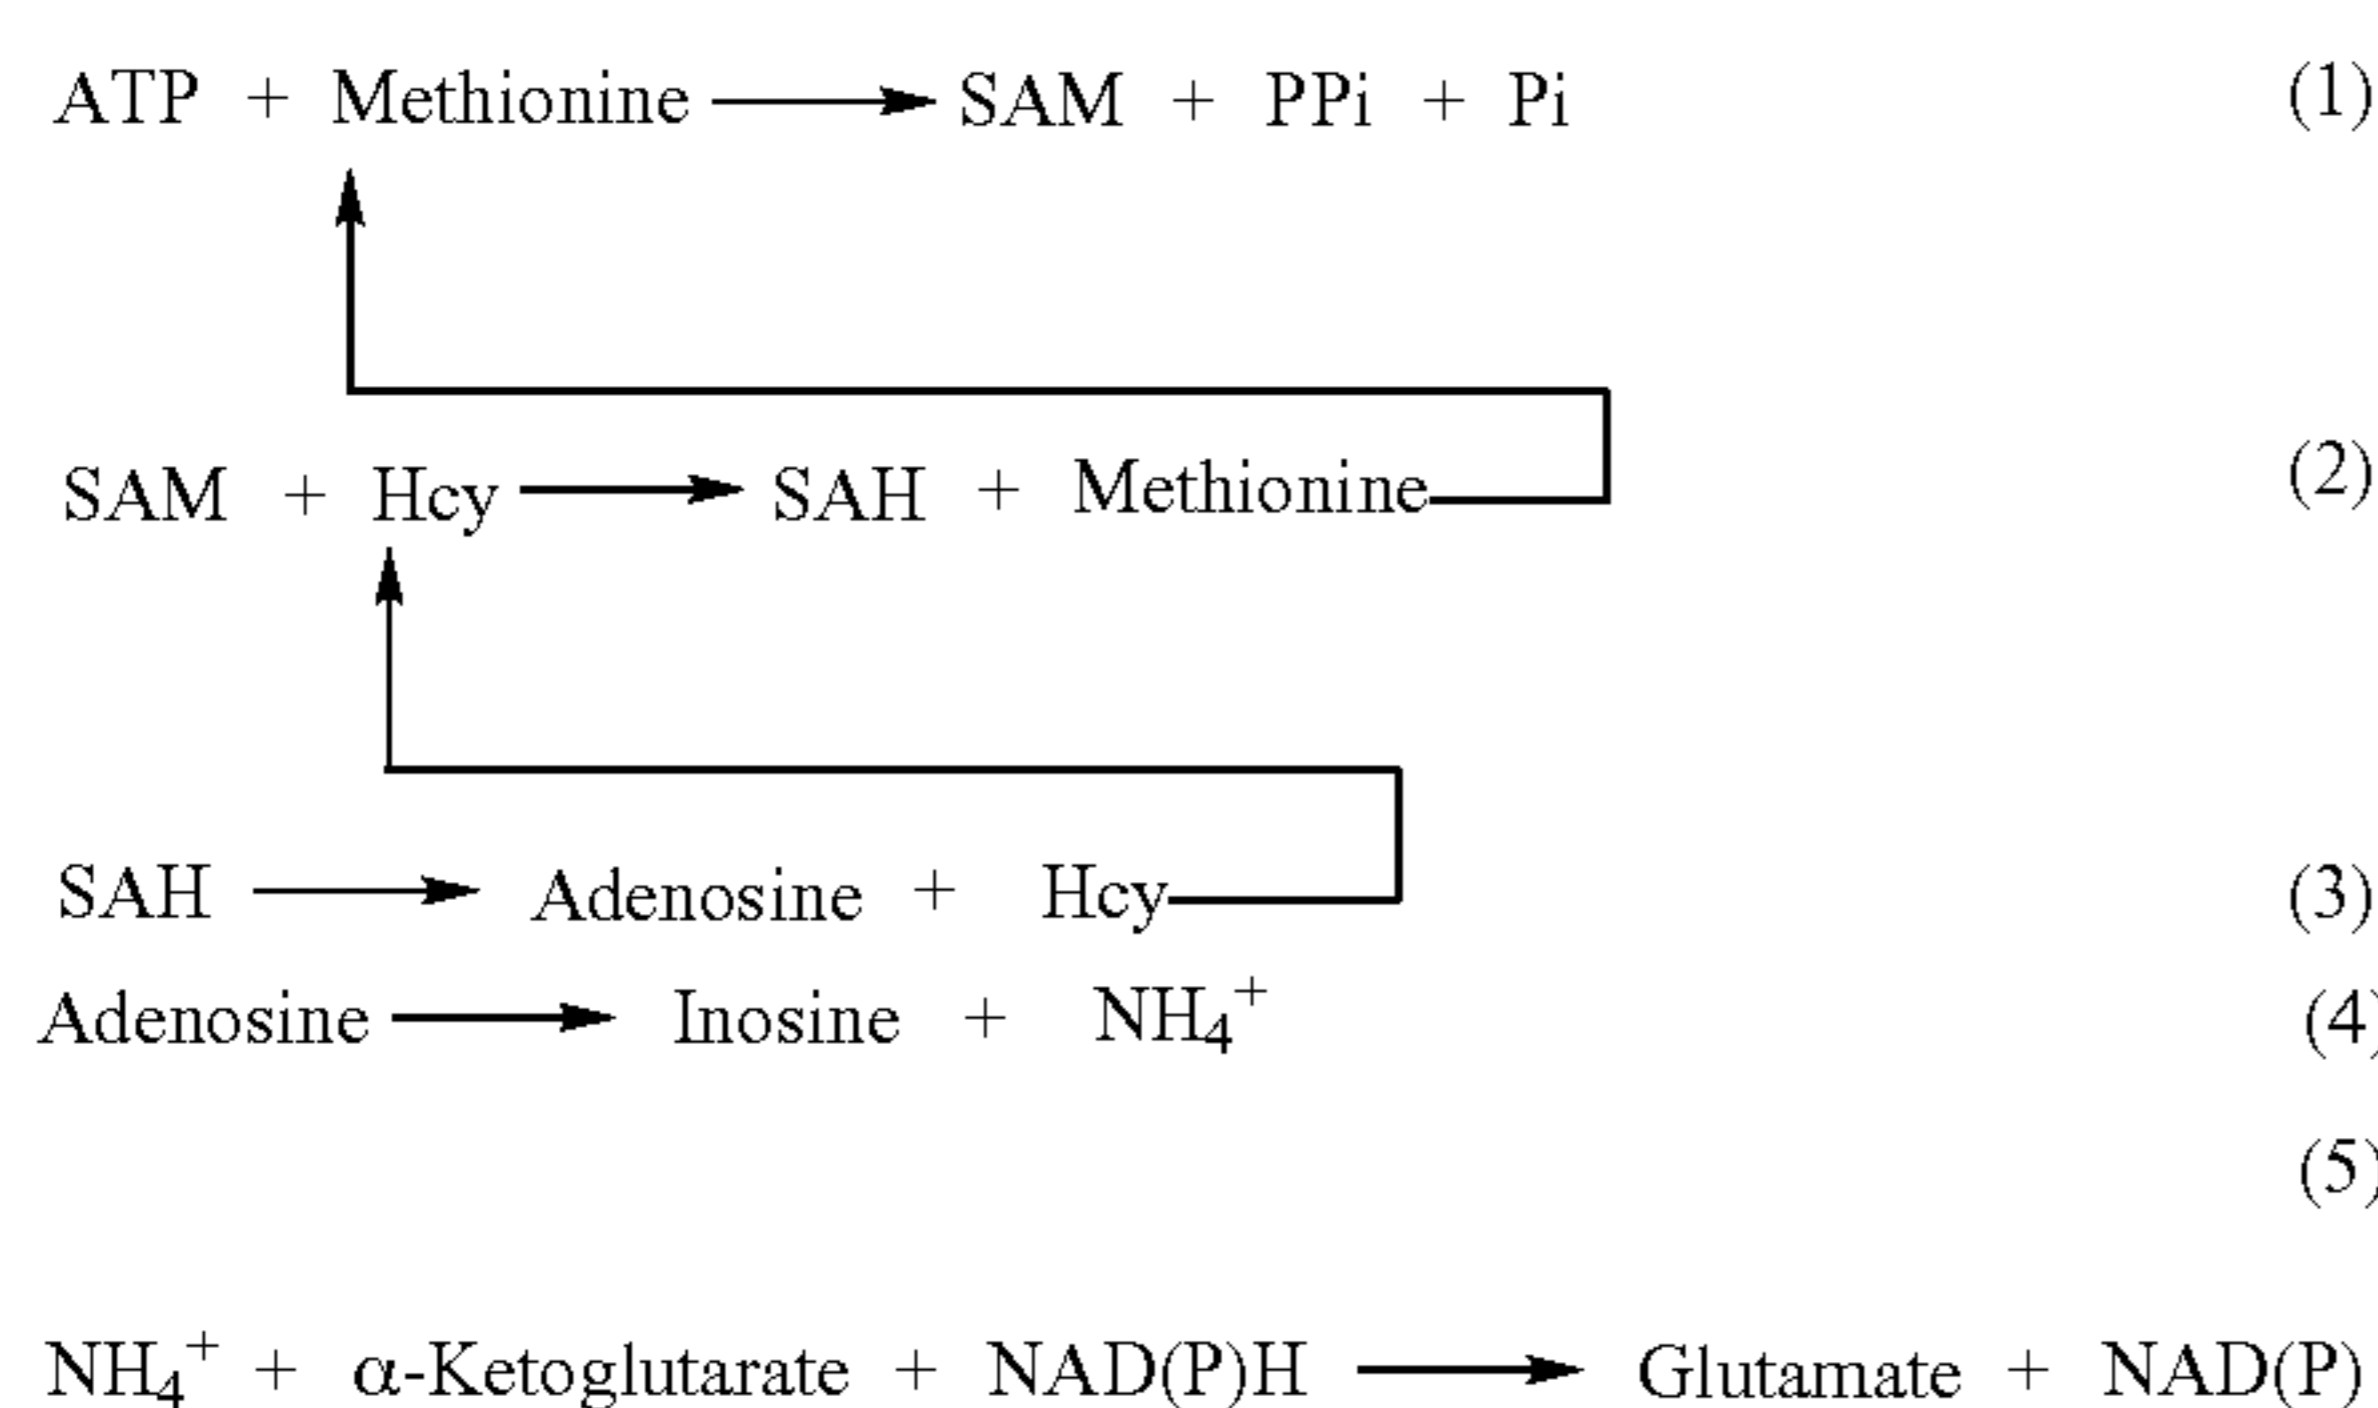 ATP + Methionine ⟶ SAM + PPi + Pi (1)
SAM + Hcy ⟶ SAH + Methionine (2)
SAH ⟶ Adenosine + Hcy (3)
Adenosine ⟶ Inosine + NH₄⁺ (4)
(5)
NH₄⁺ + α-Ketoglutarate + NAD(P)H ⟶ Glutamate + NAD(P)